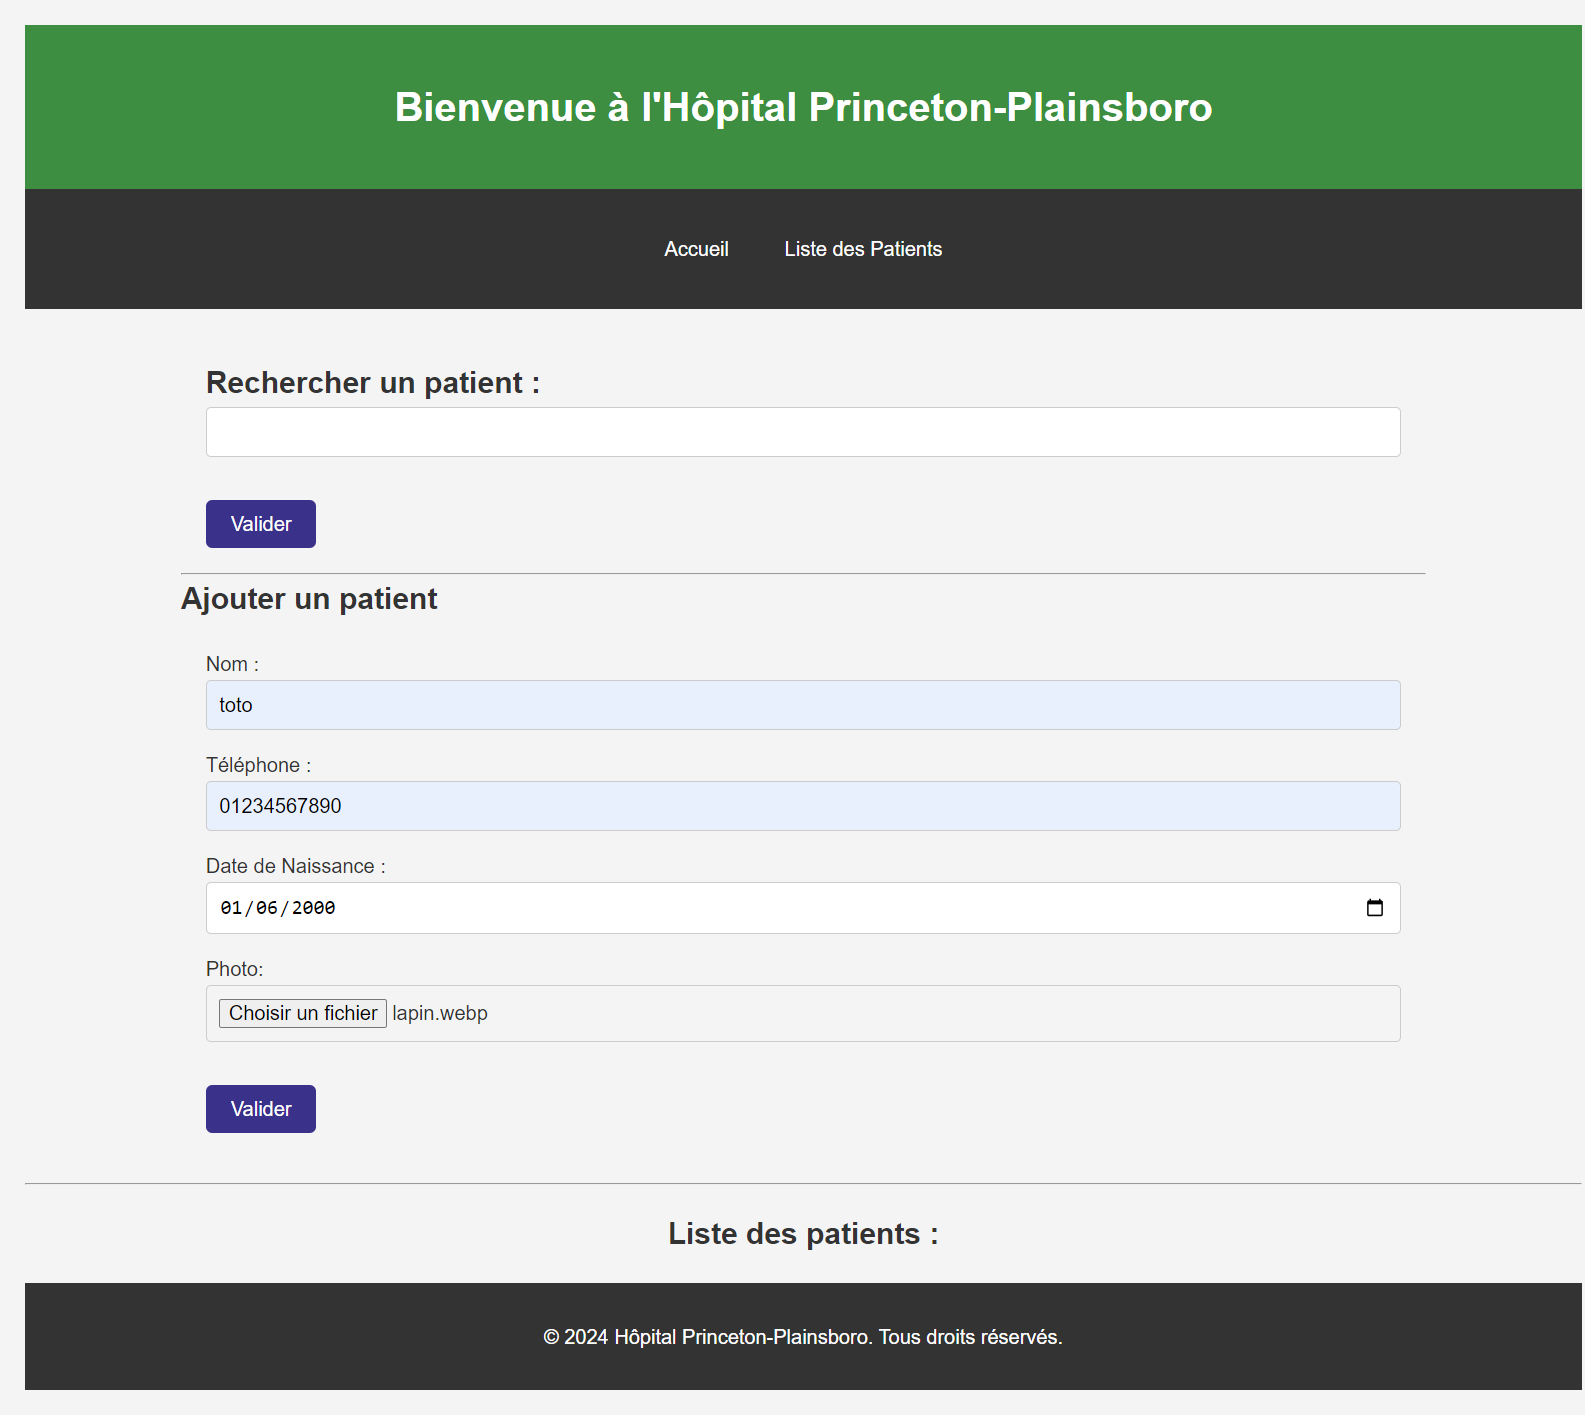 Bienvenue à l'Hôpital Princeton-Plainsboro
Accueil Liste des Patients
Rechercher un patient :
Valider
Ajouter un patient
Nom :
toto
Téléphone :
01234567890
Date de Naissance :
01/06/2000
Photo:
Choisir un fichier lapin.webp
Valider
Liste des patients :
© 2024 Hôpital Princeton-Plainsboro. Tous droits réservés.